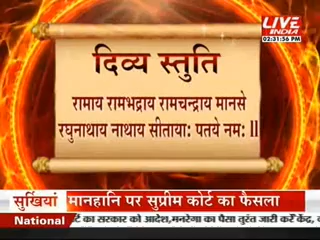 LIVE
INDIA
02:31:56 PM
दिव्य स्तुति
रामाय रामभद्राय रामचन्द्राय मानसे
रघुनाथाय नाथाय सीतायाः पतये नमः ॥
सुर्खियां मानहानि पर सुप्रीम कोर्ट का फैसला
National कोर्ट का सरकार को आदेश,मनरेगा का पैसा तुरंत जारी करें केंद्र,